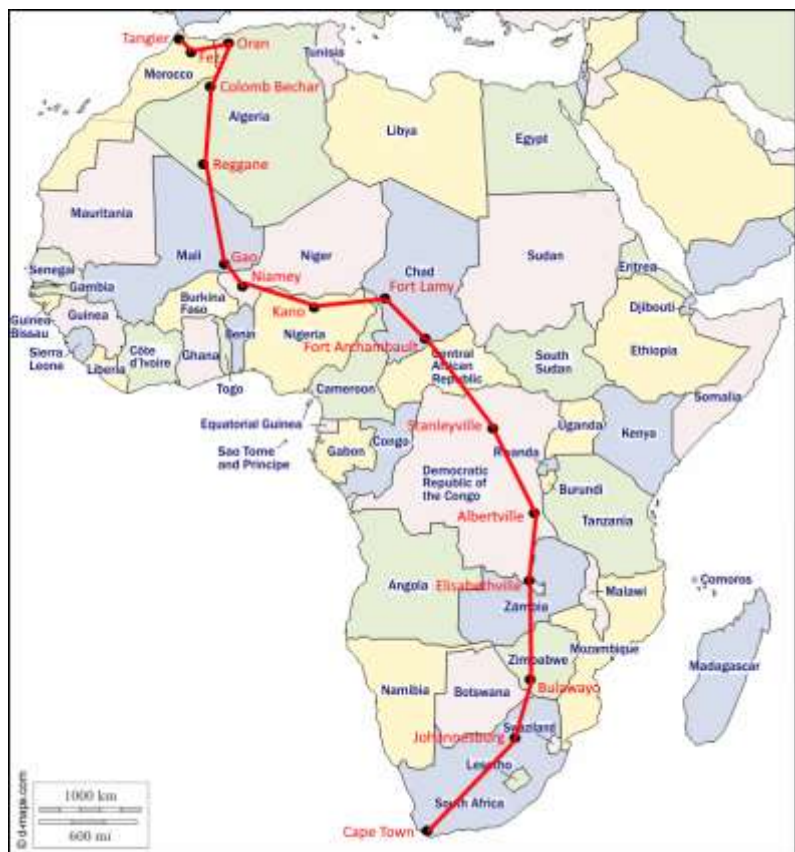 Tangier
Oran
Fez
Tunisis
Morocco
Colomb Bechar
Algeria
Libya
Egypt
Reggane
Mauritania
Mali
Gao
Niger
Chad
Sudan
Niamey
Fort Lamy
Senegal
Gambia
Eritrea
Burkina
Faso
Kano
Djibouti
Guinea-
Bissau
Guinea
Benin
Nigeria
Fort Archambault
Sierra
Leone
Côte
d'Ivoire
Ghana
Central
African
Republic
South
Sudan
Ethiopia
Liberia
Togo
Cameroon
Somalia
Equatorial Guinea
Stanleyville
Uganda
Kenya
Sao Tome
and Principe
Gabon
Congo
Rwanda
Democratic
Republic of
the Congo
Burundi
Albertville
Tanzania
Angola
Elisabethville
Malawi
Comoros
Zambia
Mozambique
Madagascar
Zimbabwe
Namibia
Botswana
Bulawayo
Swaziland
Johannesburg
Lesotho
South Africa
Cape Town
1000 km
600 mi
© d-maps.com